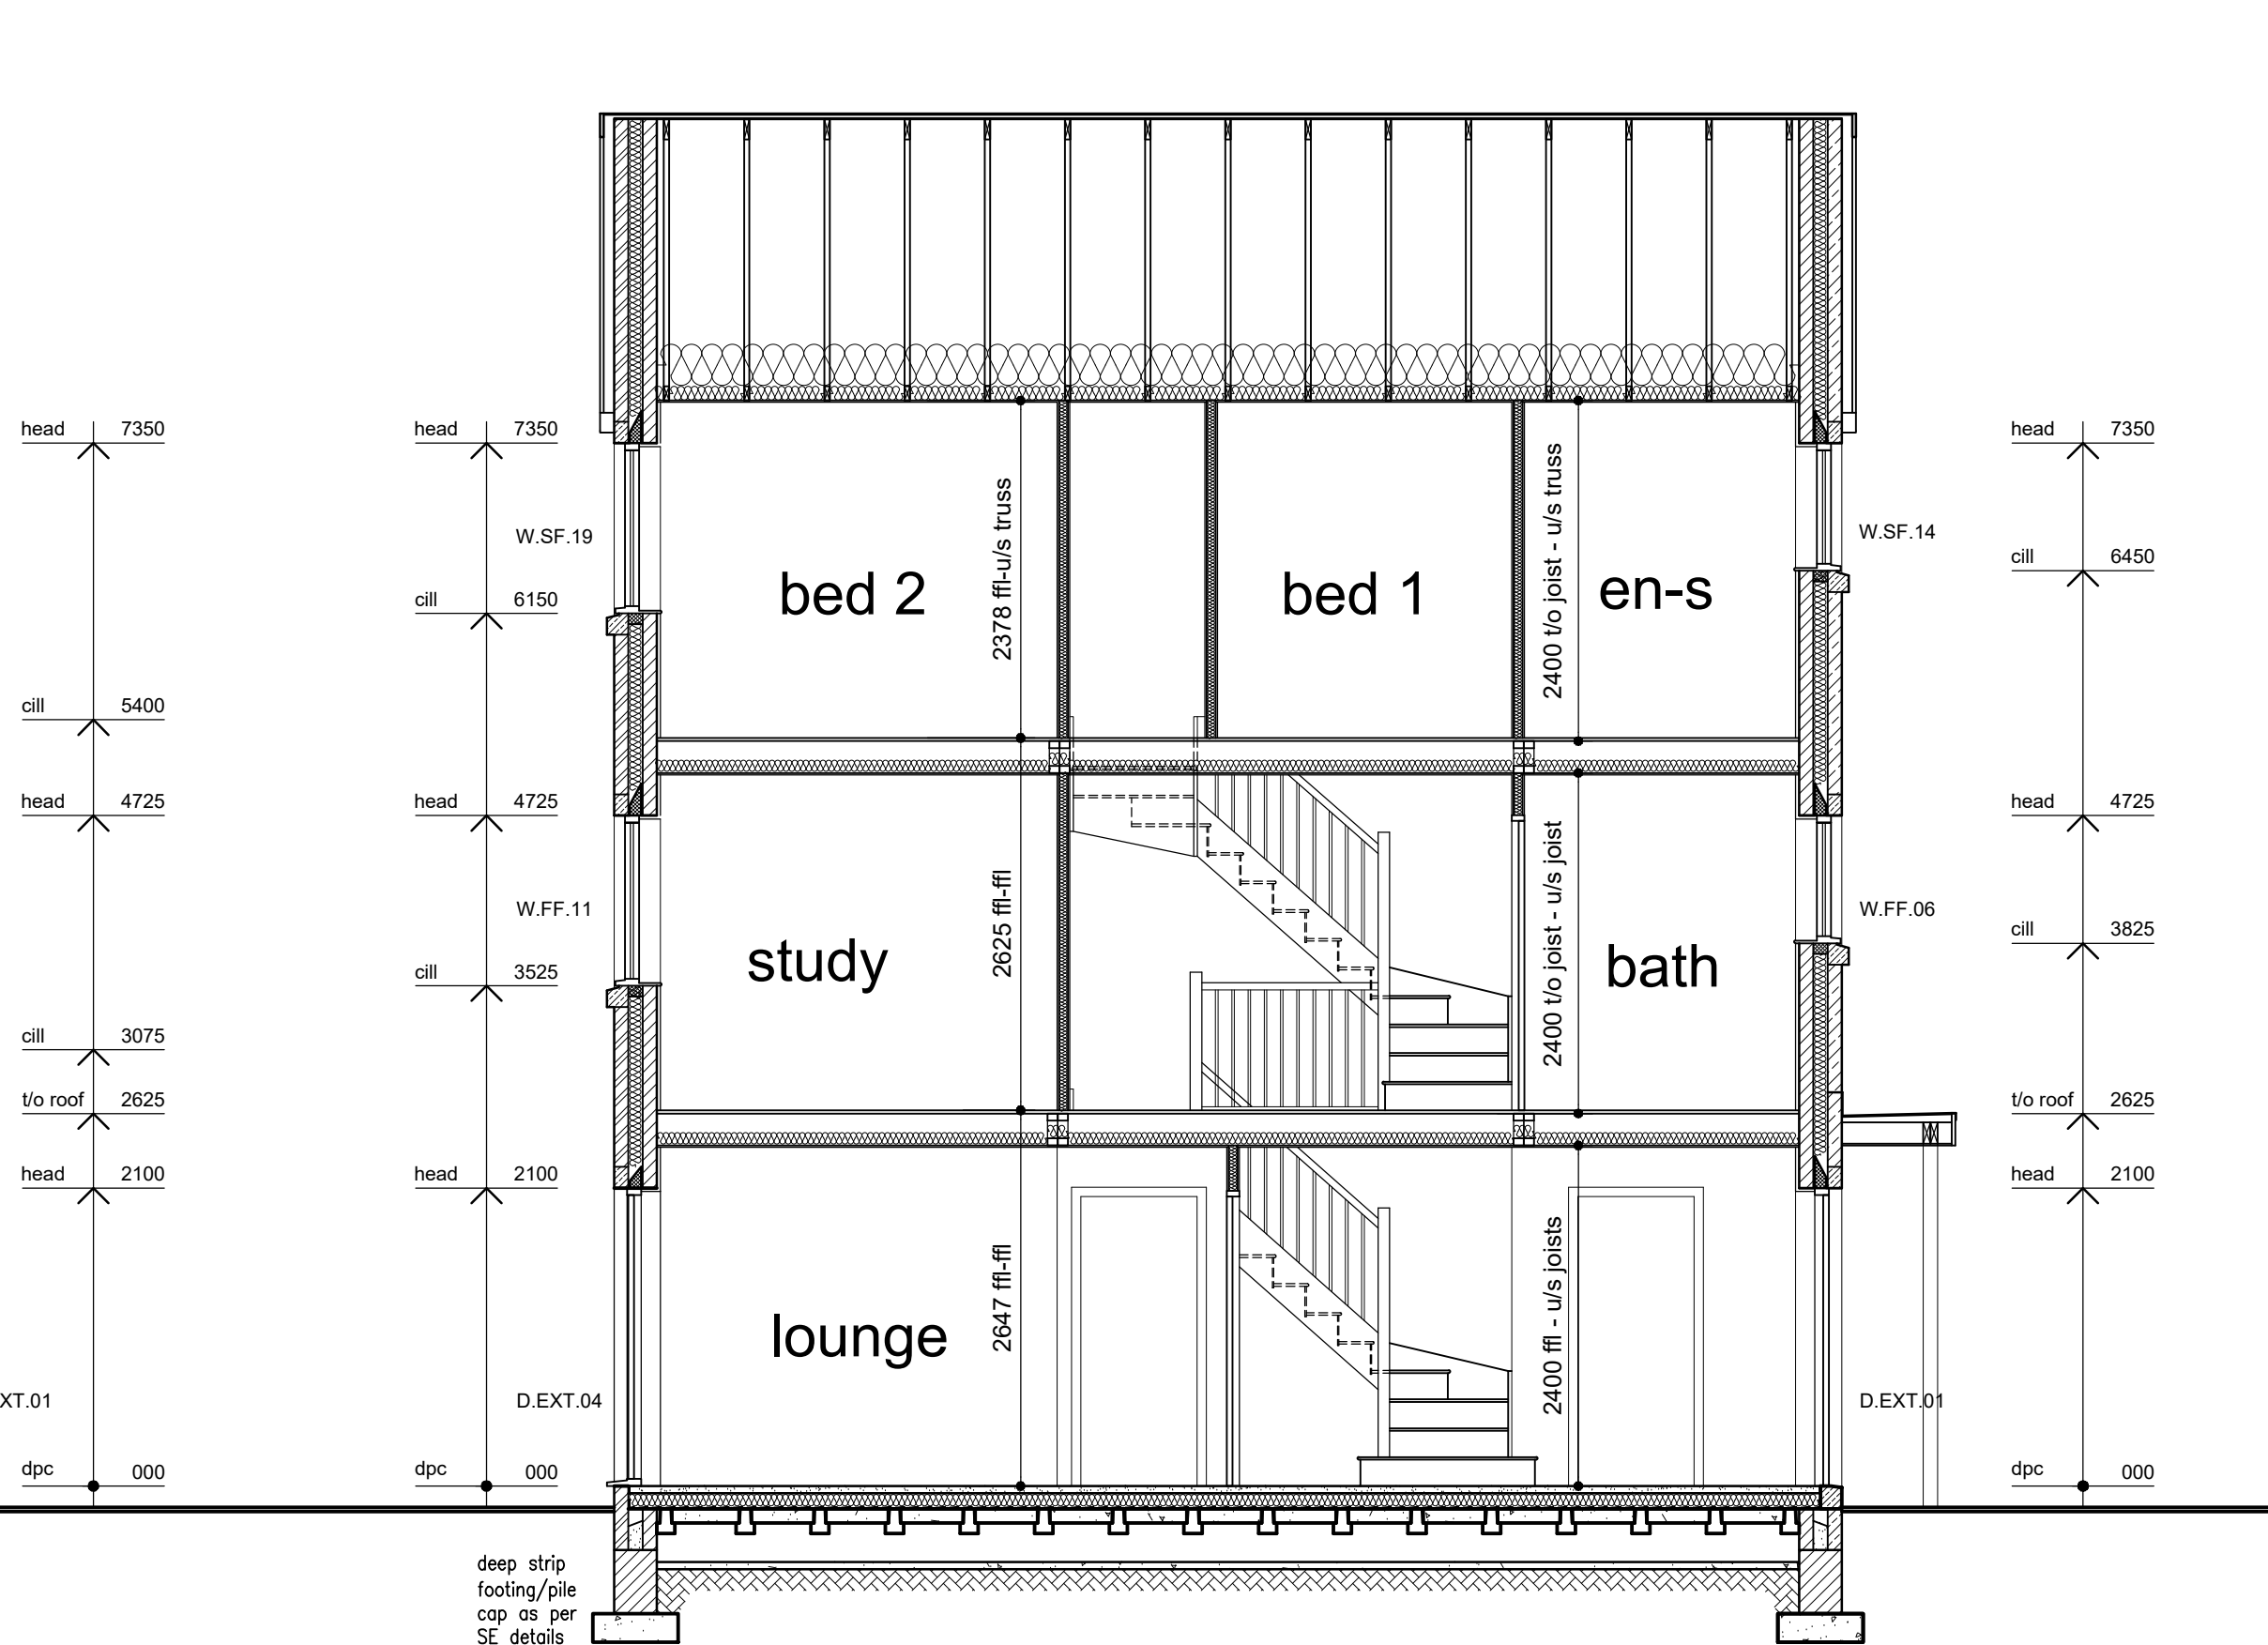 head 7350
head 7350
head 7350
2378 ffl-u/s truss
2400 t/o joist - u/s truss
W.SF.19
W.SF.14
bed 2
bed 1
en-s
cill 6450
cill 6150
cill 5400
head 4725
head 4725
head 4725
2625 ffl-ffl
2400 t/o joist - u/s joist
W.FF.11
W.FF.06
study
bath
cill 3825
cill 3525
cill 3075
t/o roof 2625
t/o roof 2625
head 2100
head 2100
head 2100
2647 ffl-ffl
2400 ffl - u/s joists
lounge
XT.01
D.EXT.04
D.EXT.01
dpc 000
dpc 000
dpc 000
deep strip
footing/pile
cap as per
SE details